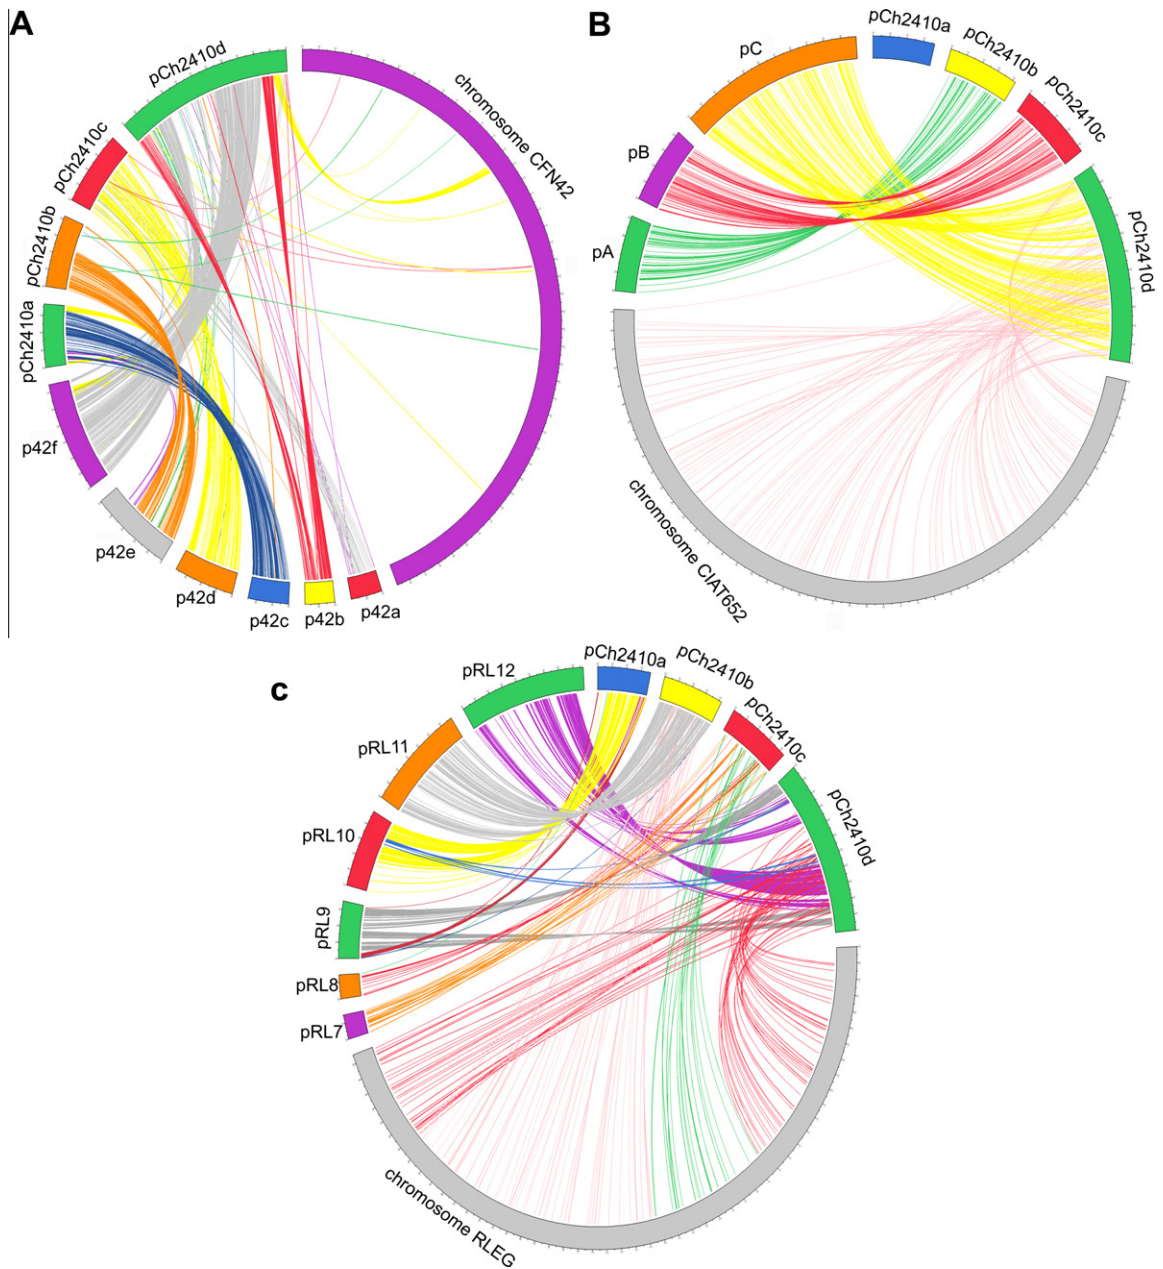 A
pCh2410d
chromosome CFN42
pCh2410c
pCh2410b
pCh2410a
p42f
p42e
p42d
p42c
p42b
p42a
B
pC
pCh2410a
pCh2410b
pCh2410c
pB
pA
pCh2410d
chromosome CIAT652
c
pRL12
pCh2410a
pCh2410b
pCh2410c
pRL11
pCh2410d
pRL10
pRL9
pRL8
pRL7
chromosome RLEG